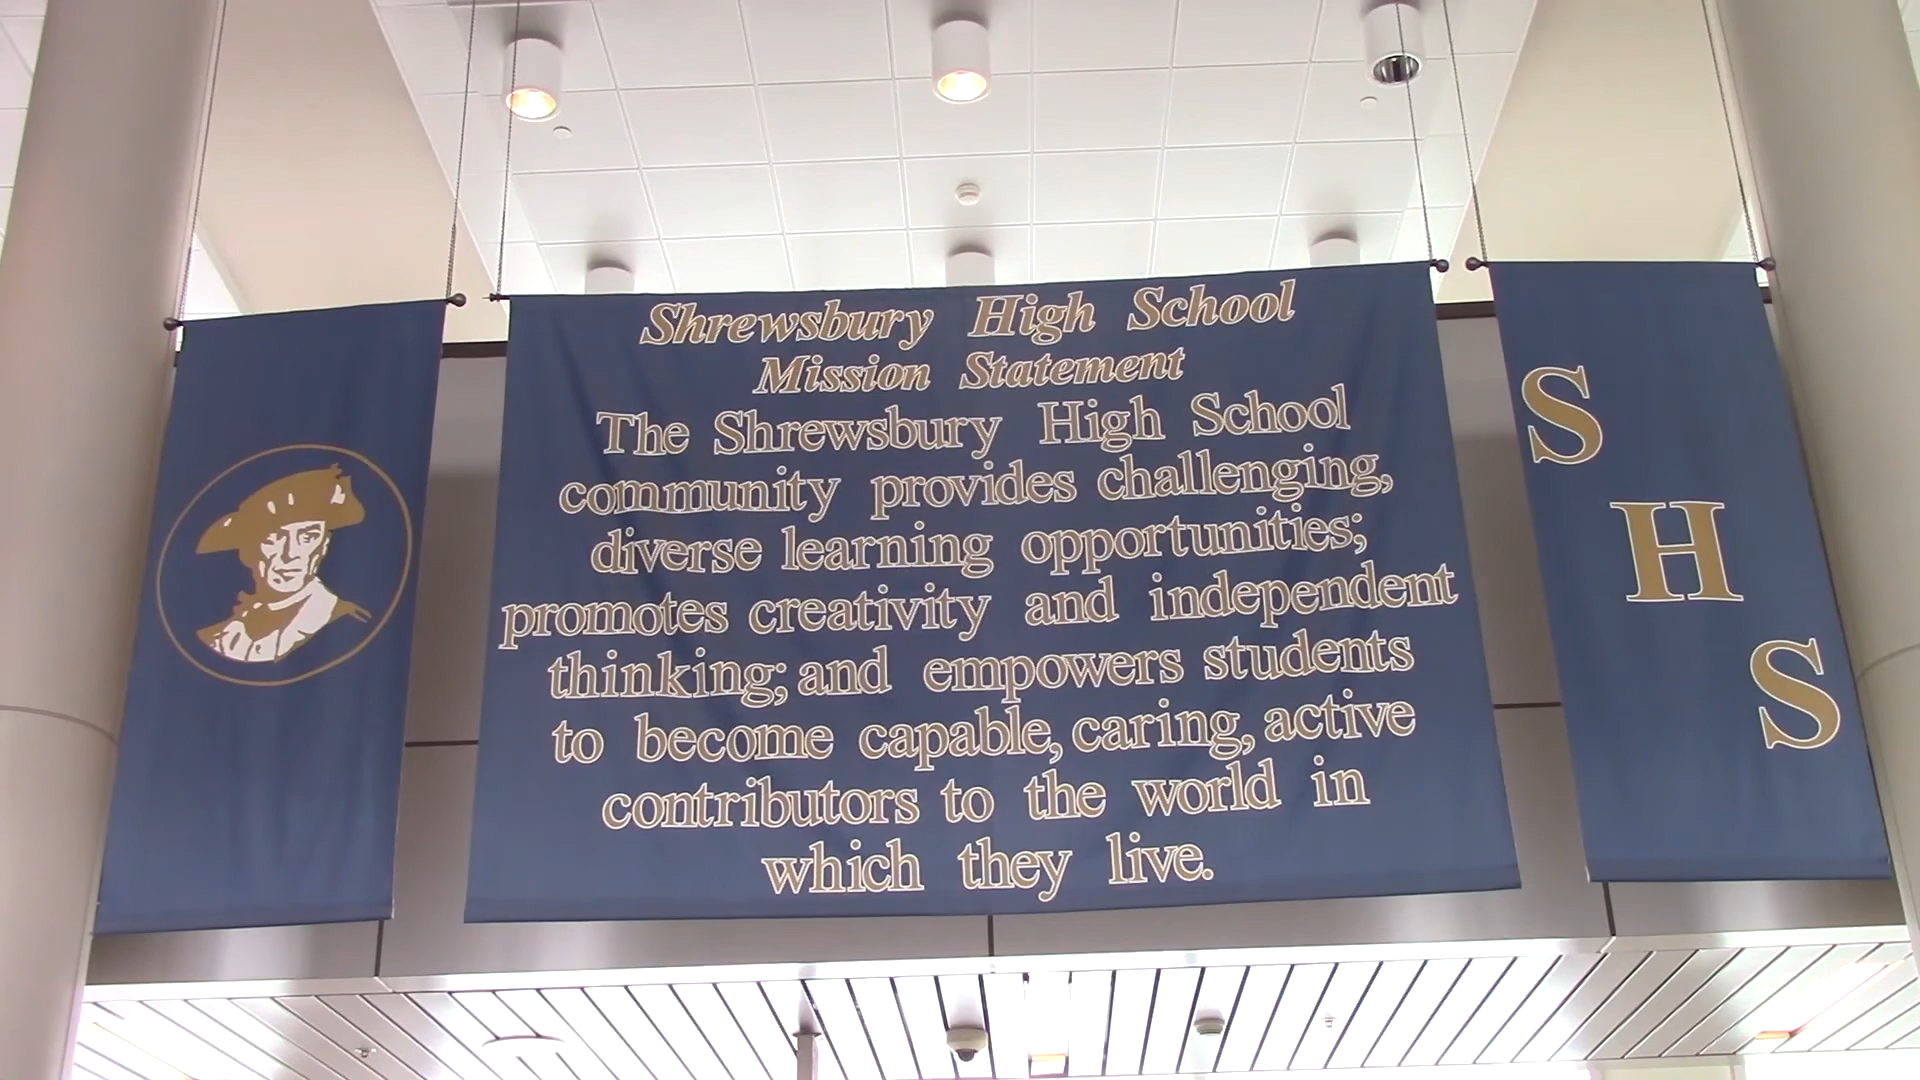 Shrewsbury High School
Mission Statement
The Shrewsbury High School
community provides challenging,
diverse learning opportunities;
promotes creativity and independent
thinking; and empowers students
to become capable, caring, active
contributors to the world in
which they live.
S
H
S